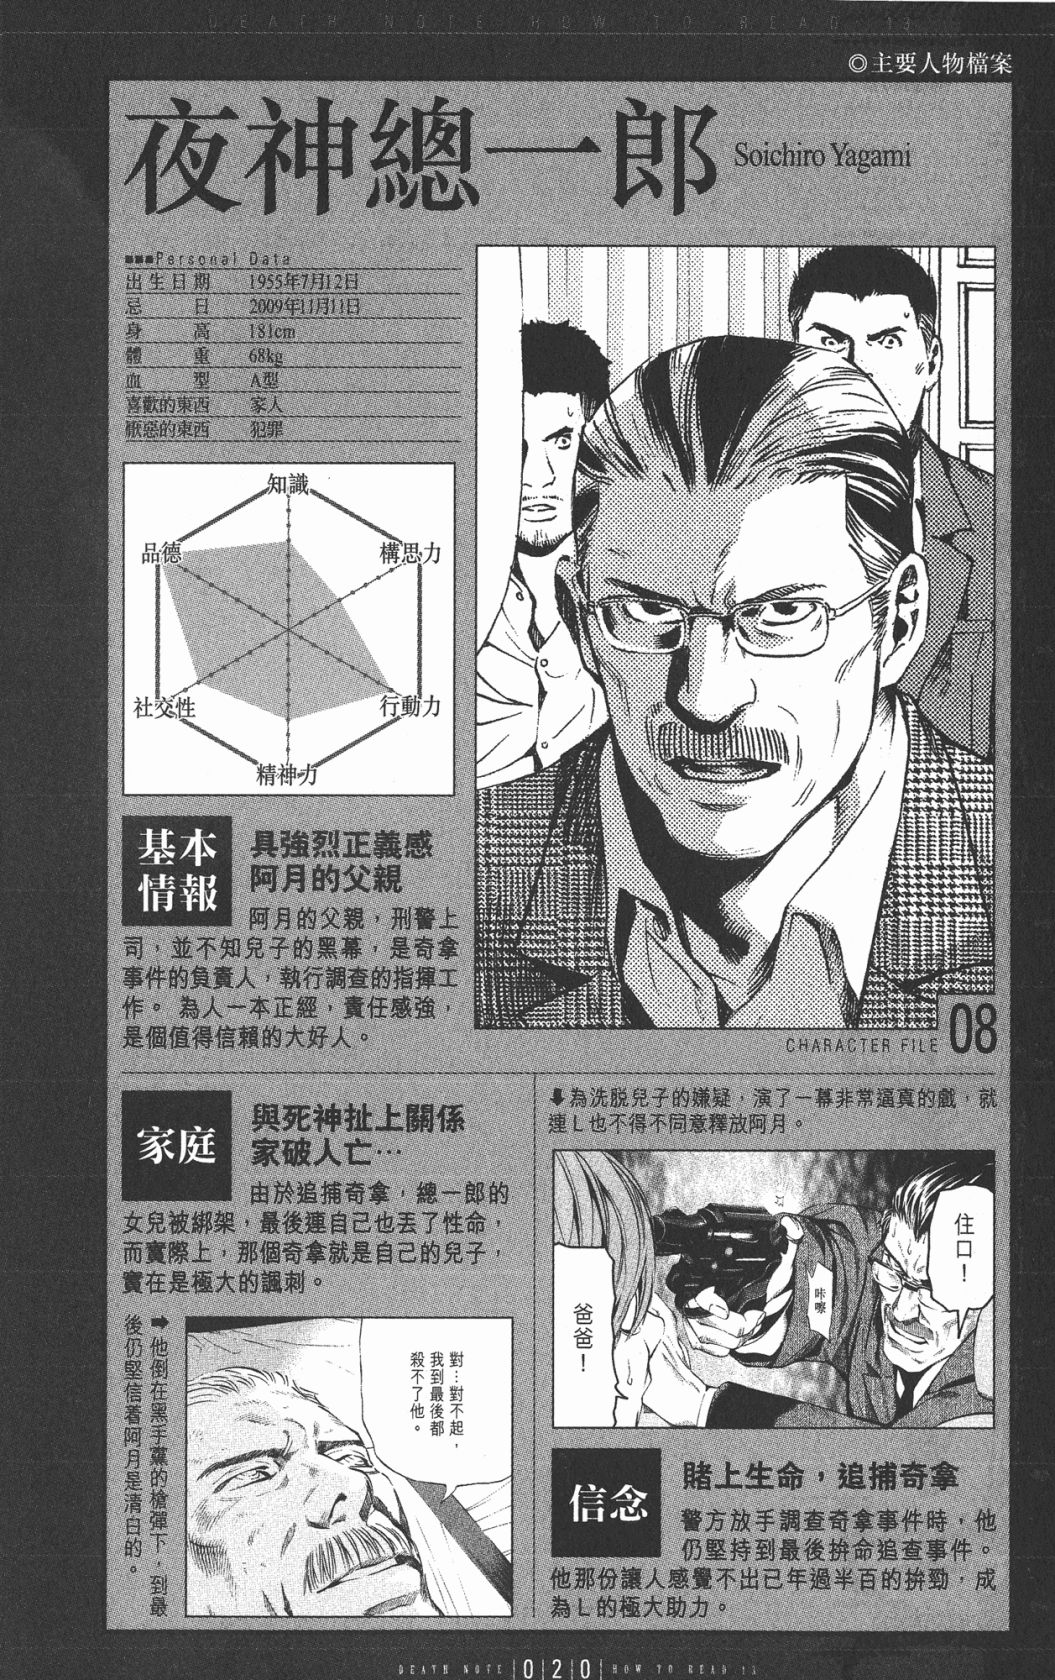 DEATH NOTE HOW TO READ 13
◎主要人物檔案
夜神總一郎 Soichiro Yagami
■■■Personal Data
出生日期 1955年7月12日
忌日 2009年11月11日
身高 181cm
體重 68kg
血型 A型
喜歡的東西 家人
厭惡的東西 犯罪
知識
品德
構思力
社交性
行動力
精神力
基本
情報
具強烈正義感
阿月的父親
阿月的父親，刑警上
司，並不知兒子的黑幕，是奇拿
事件的負責人，執行調查的指揮工
作。為人一本正經，責任感強，
是個值得信賴的大好人。
CHARACTER FILE 08
家庭
與死神扯上關係
家破人亡…
由於追捕奇拿，總一郎的
女兒被綁架，最後連自己也丟了性命，
而實際上，那個奇拿就是自己的兒子，
實在是極大的諷刺。
➡他倒在黑手黨的槍彈下，到最
後仍堅信著阿月是清白的。
對…對不起，
我到最後都
殺不了他。
⬇為洗脱兒子的嫌疑，演了一幕非常逼真的戲，就
連L也不得不同意釋放阿月。
住口！
咔嚓
爸爸！
信念
賭上生命，追捕奇拿
警方放手調查奇拿事件時，他
仍堅持到最後拚命追查事件。
他那份讓人感覺不出已年過半百的拚勁，成
為L的極大助力。
DEATH NOTE 020 HOW TO READ 13